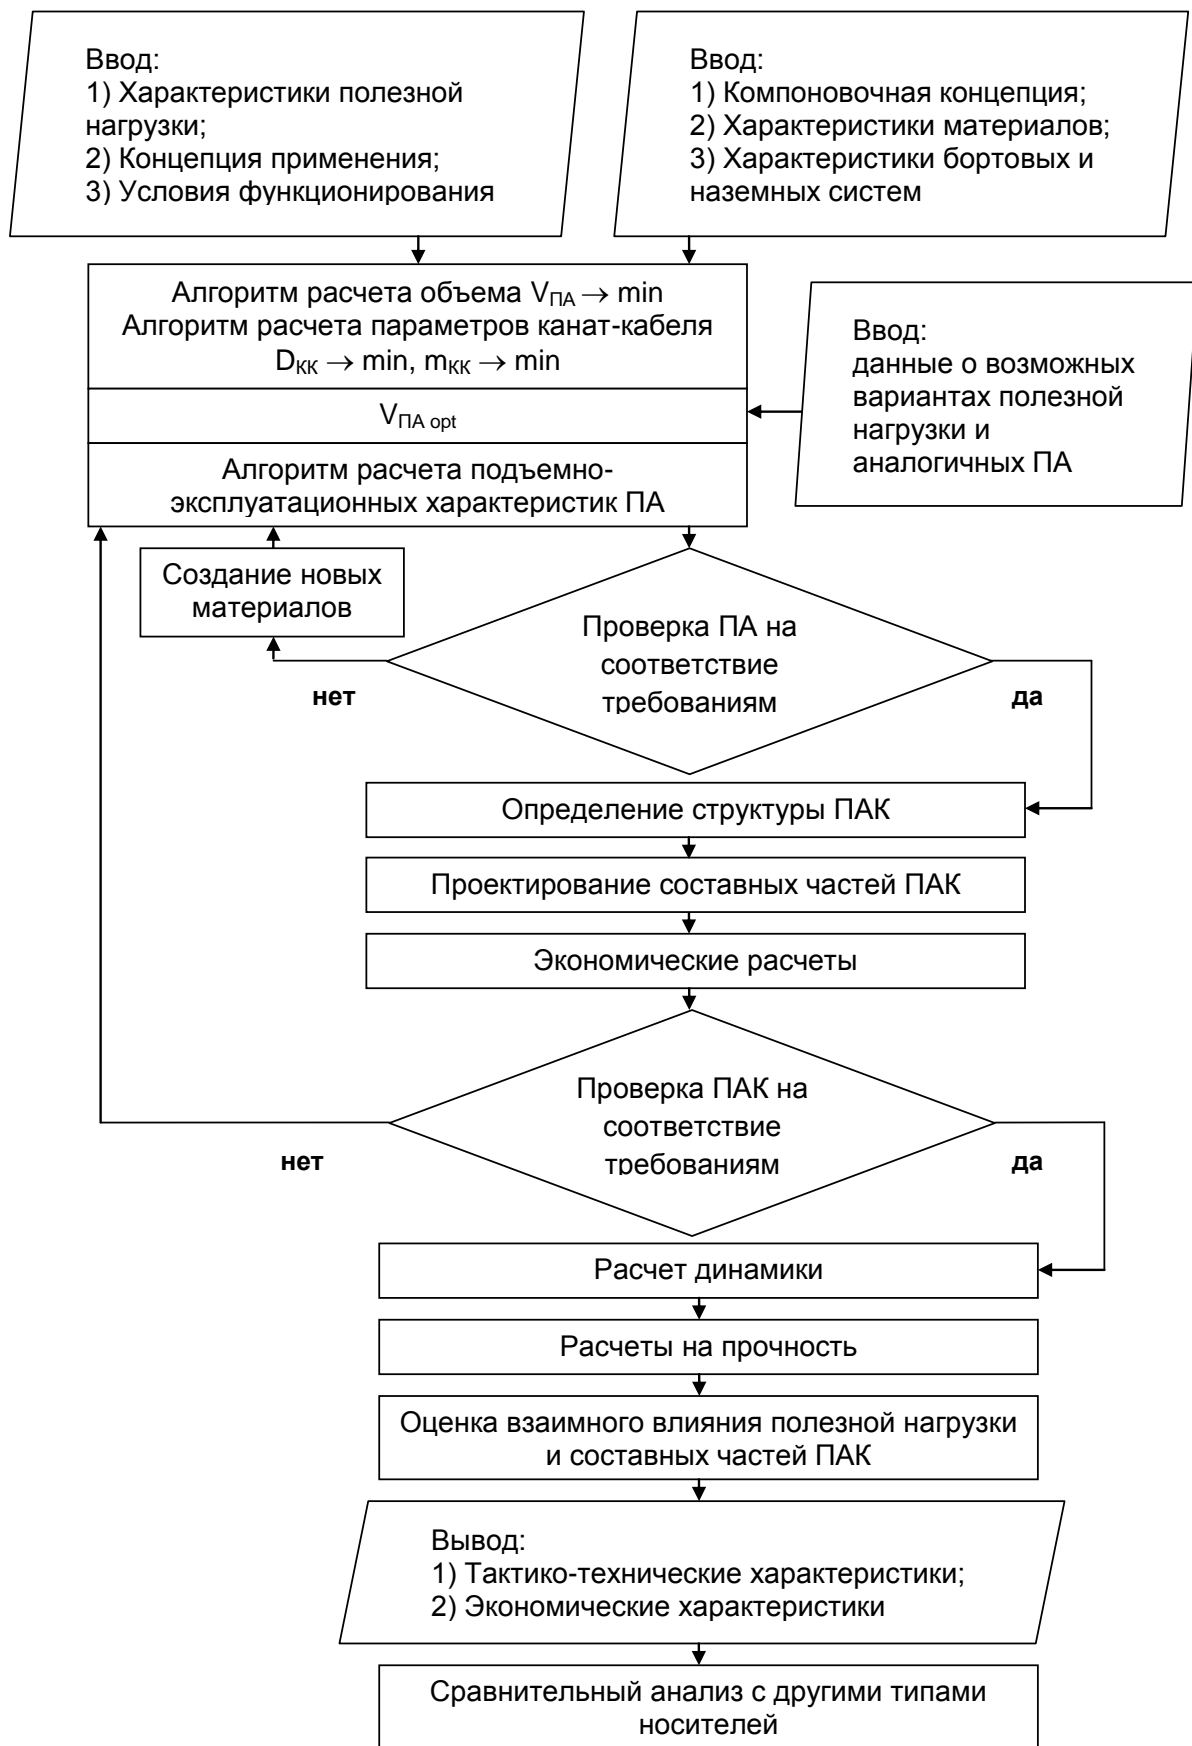 Ввод:
1) Характеристики полезной
нагрузки;
2) Концепция применения;
3) Условия функционирования
Ввод:
1) Компоновочная концепция;
2) Характеристики материалов;
3) Характеристики бортовых и
наземных систем
Алгоритм расчета объема VПА → min
Алгоритм расчета параметров канат-кабеля
DКК → min, mКК → min
VПА opt
Алгоритм расчета подъемно-
эксплуатационных характеристик ПА
Ввод:
данные о возможных
вариантах полезной
нагрузки и
аналогичных ПА
Создание новых
материалов
Проверка ПА на
соответствие
требованиям
нет
да
Определение структуры ПАК
Проектирование составных частей ПАК
Экономические расчеты
Проверка ПАК на
соответствие
требованиям
нет
да
Расчет динамики
Расчеты на прочность
Оценка взаимного влияния полезной нагрузки
и составных частей ПАК
Вывод:
1) Тактико-технические характеристики;
2) Экономические характеристики
Сравнительный анализ с другими типами
носителей